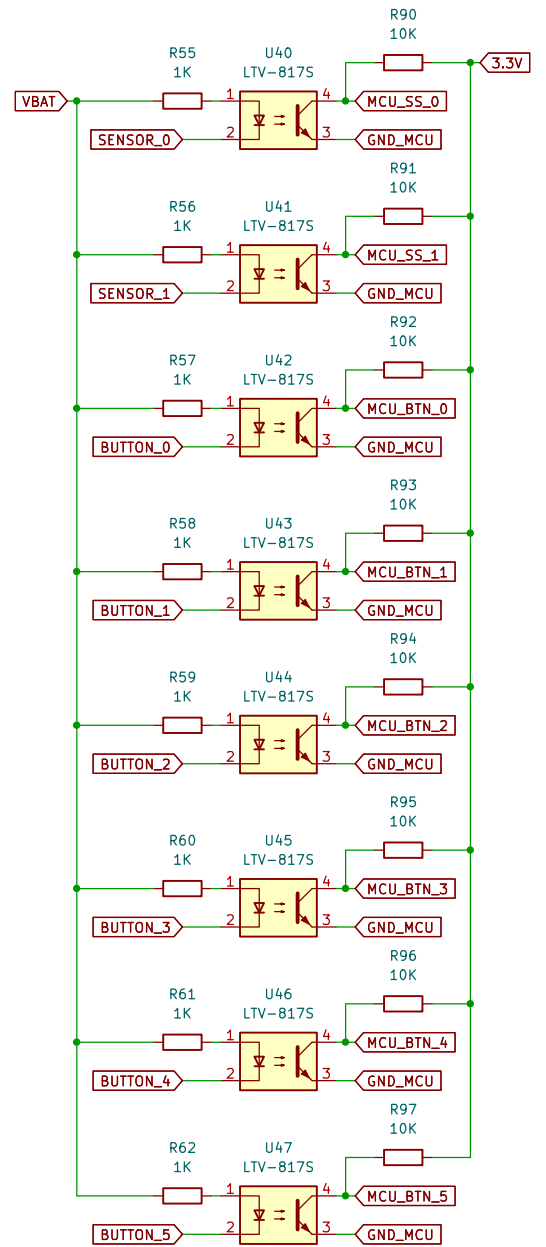 R90
10K
R55
U40
1K
LTV-817S
3.3V
VBAT
1
4
MCU_SS_0
SENSOR_0
2
3
GND_MCU
R91
10K
R56
U41
1K
LTV-817S
1
4
MCU_SS_1
SENSOR_1
2
3
GND_MCU
R92
10K
R57
U42
1K
LTV-817S
1
4
MCU_BTN_0
BUTTON_0
2
3
GND_MCU
R93
10K
R58
U43
1K
LTV-817S
1
4
MCU_BTN_1
BUTTON_1
2
3
GND_MCU
R94
10K
R59
U44
1K
LTV-817S
1
4
MCU_BTN_2
BUTTON_2
2
3
GND_MCU
R95
10K
R60
U45
1K
LTV-817S
1
4
MCU_BTN_3
BUTTON_3
2
3
GND_MCU
R96
10K
R61
U46
1K
LTV-817S
1
4
MCU_BTN_4
BUTTON_4
2
3
GND_MCU
R97
10K
R62
U47
1K
LTV-817S
1
4
MCU_BTN_5
BUTTON_5
2
3
GND_MCU